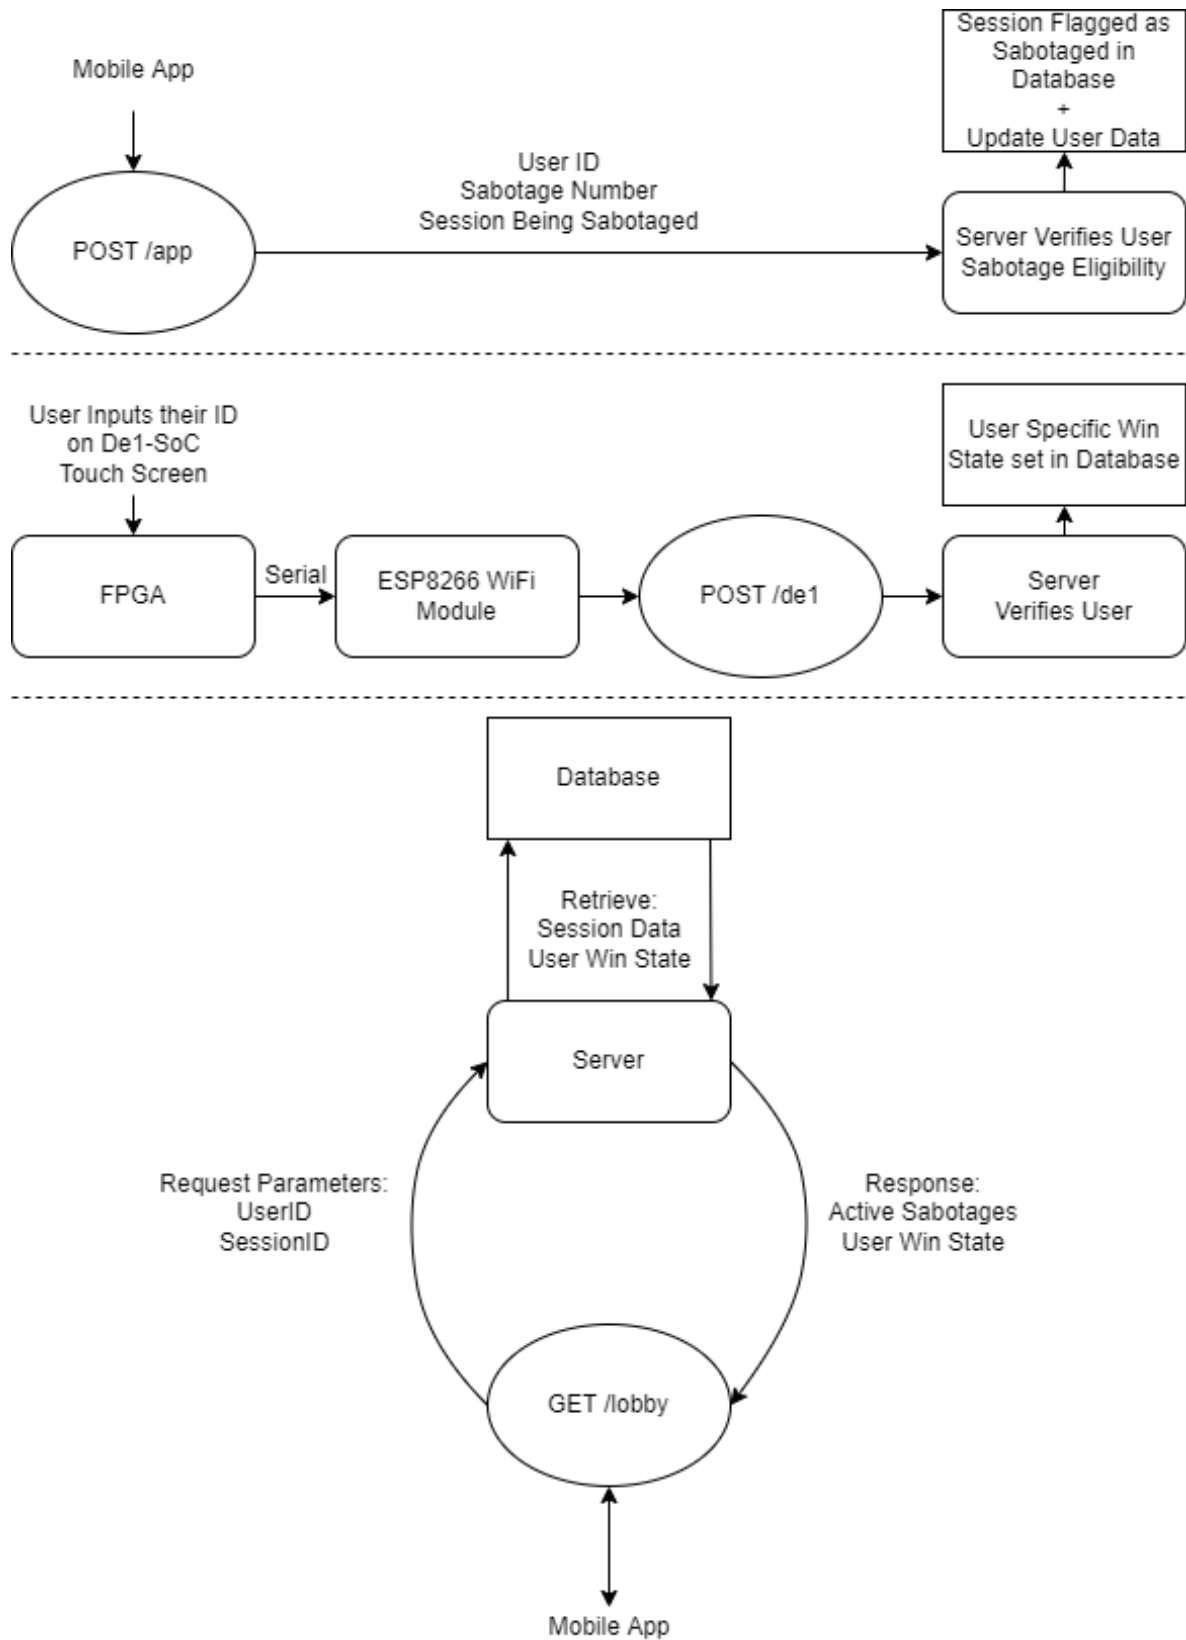 Mobile App
POST /app
User ID
Sabotage Number
Session Being Sabotaged
Session Flagged as
Sabotaged in
Database
+
Update User Data
Server Verifies User
Sabotage Eligibility
User Inputs their ID
on De1-SoC
Touch Screen
FPGA
Serial
ESP8266 WiFi
Module
POST /de1
User Specific Win
State set in Database
Server
Verifies User
Database
Retrieve:
Session Data
User Win State
Server
Request Parameters:
UserID
SessionID
Response:
Active Sabotages
User Win State
GET /lobby
Mobile App